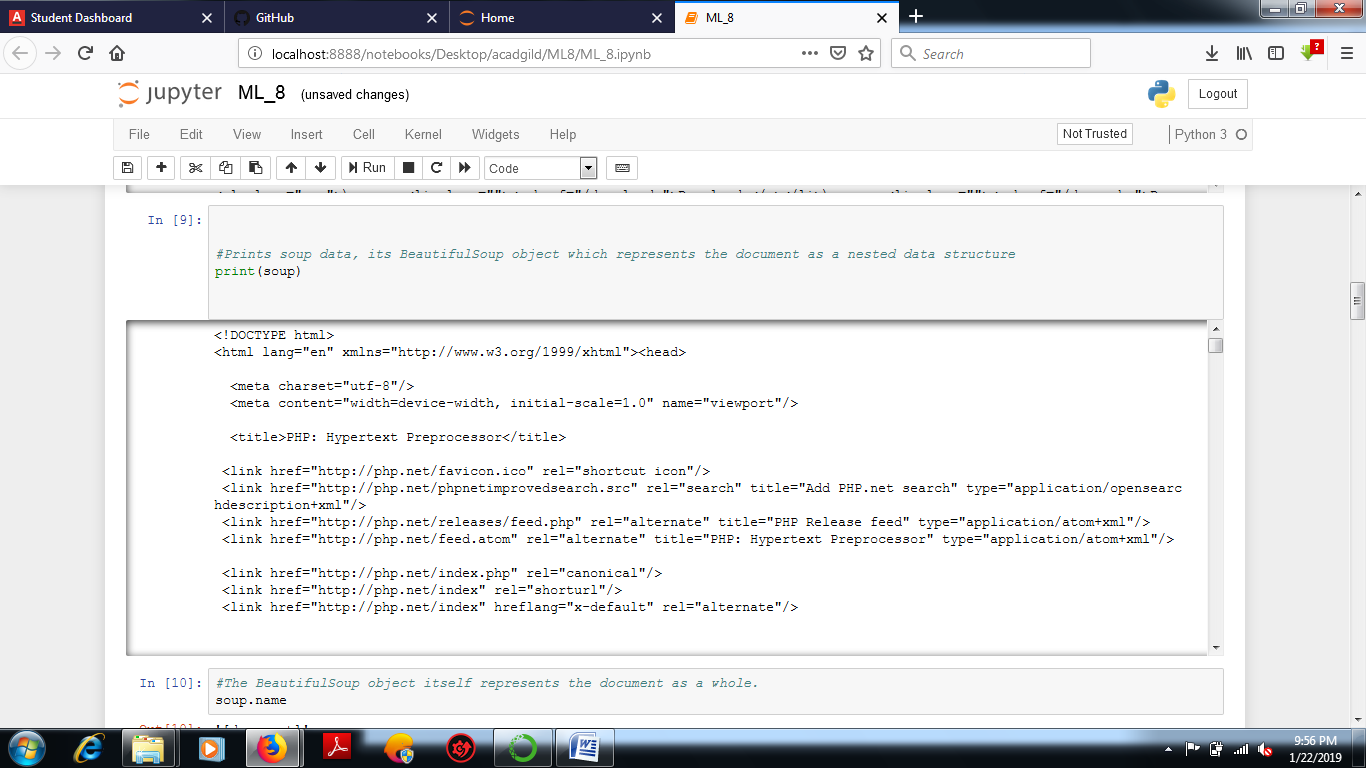 Student Dashboard
GitHub
Home
ML_8
localhost:8888/notebooks/Desktop/acadgild/ML8/ML_8.ipynb
Search
jupyter ML_8 (unsaved changes)
Logout
File Edit View Insert Cell Kernel Widgets Help
Not Trusted
Python 3
Run
Code
In [9]:
#Prints soup data, its BeautifulSoup object which represents the document as a nested data structure
print(soup)
<!DOCTYPE html>
<html lang="en" xmlns="http://www.w3.org/1999/xhtml"><head>
<meta charset="utf-8"/>
<meta content="width=device-width, initial-scale=1.0" name="viewport"/>
<title>PHP: Hypertext Preprocessor</title>
<link href="http://php.net/favicon.ico" rel="shortcut icon"/>
<link href="http://php.net/phpnetimprovedsearch.src" rel="search" title="Add PHP.net search" type="application/opensearc
hdescription+xml"/>
<link href="http://php.net/releases/feed.php" rel="alternate" title="PHP Release feed" type="application/atom+xml"/>
<link href="http://php.net/feed.atom" rel="alternate" title="PHP: Hypertext Preprocessor" type="application/atom+xml"/>
<link href="http://php.net/index.php" rel="canonical"/>
<link href="http://php.net/index" rel="shorturl"/>
<link href="http://php.net/index" hreflang="x-default" rel="alternate"/>
In [10]:
#The BeautifulSoup object itself represents the document as a whole.
soup.name
9:56 PM
1/22/2019